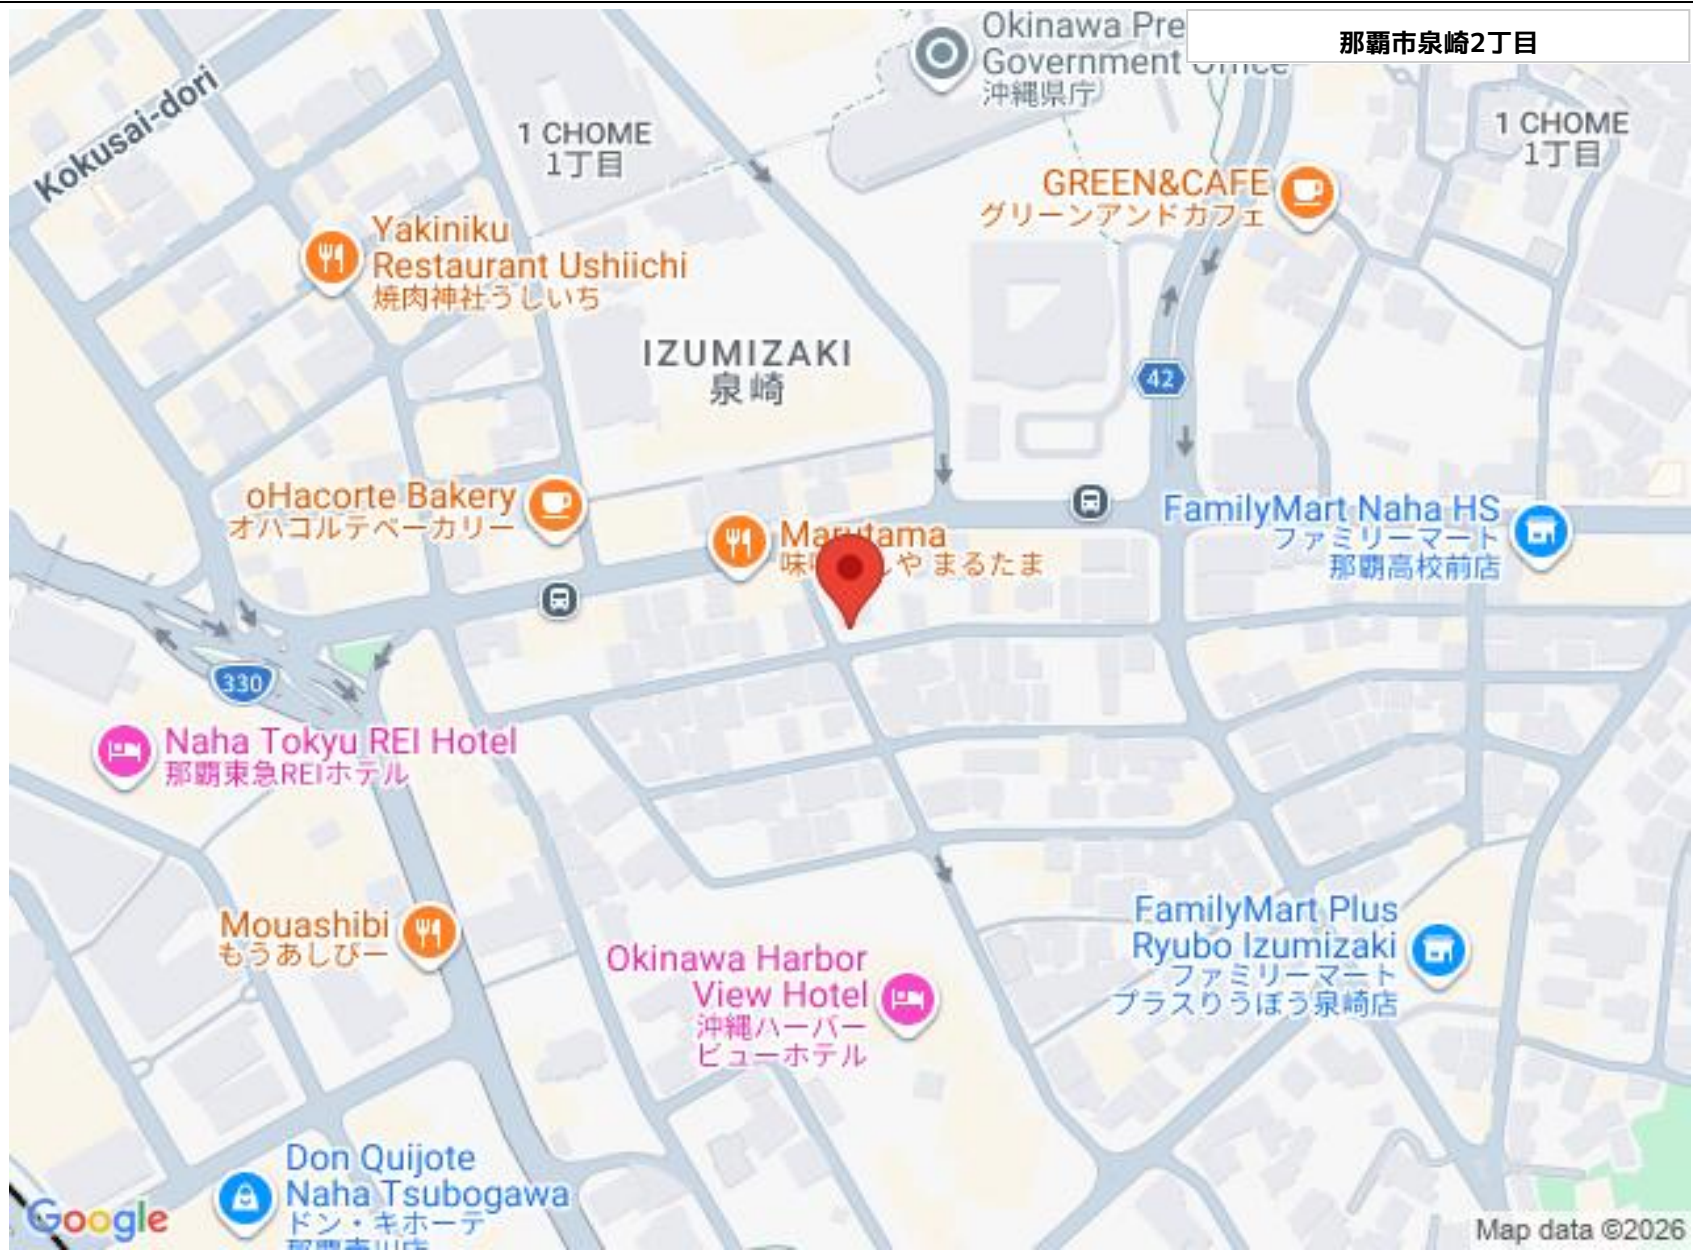 Okinawa Pre
Government Office
沖縄県庁
那覇市泉崎2丁目
Kokusai-dori
1 CHOME
1丁目
1 CHOME
1丁目
GREEN&CAFE
グリーンアンドカフェ
Yakiniku
Restaurant Ushiichi
焼肉神社うしいち
IZUMIZAKI
泉崎
42
oHacorte Bakery
オハコルテベーカリー
Marutama
や まるたま
FamilyMart Naha HS
ファミリーマート
那覇高校前店
330
Naha Tokyu REI Hotel
那覇東急REIホテル
Mouashibi
もうあしびー
Okinawa Harbor
View Hotel
沖縄ハーバー
ビューホテル
FamilyMart Plus
Ryubo Izumizaki
ファミリーマート
プラスりうぼう泉崎店
Don Quijote
Naha Tsubogawa
ドン・キホーテ
Google
Map data ©2026